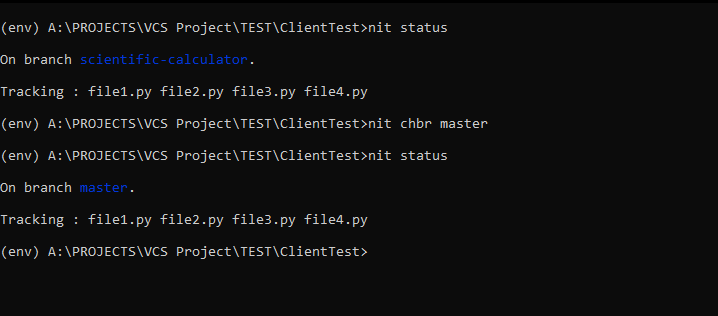 (env) A:\PROJECTS\VCS Project\TEST\ClientTest>nit status
On branch scientific-calculator.
Tracking : file1.py file2.py file3.py file4.py
(env) A:\PROJECTS\VCS Project\TEST\ClientTest>nit chbr master
(env) A:\PROJECTS\VCS Project\TEST\ClientTest>nit status
On branch master.
Tracking : file1.py file2.py file3.py file4.py
(env) A:\PROJECTS\VCS Project\TEST\ClientTest>